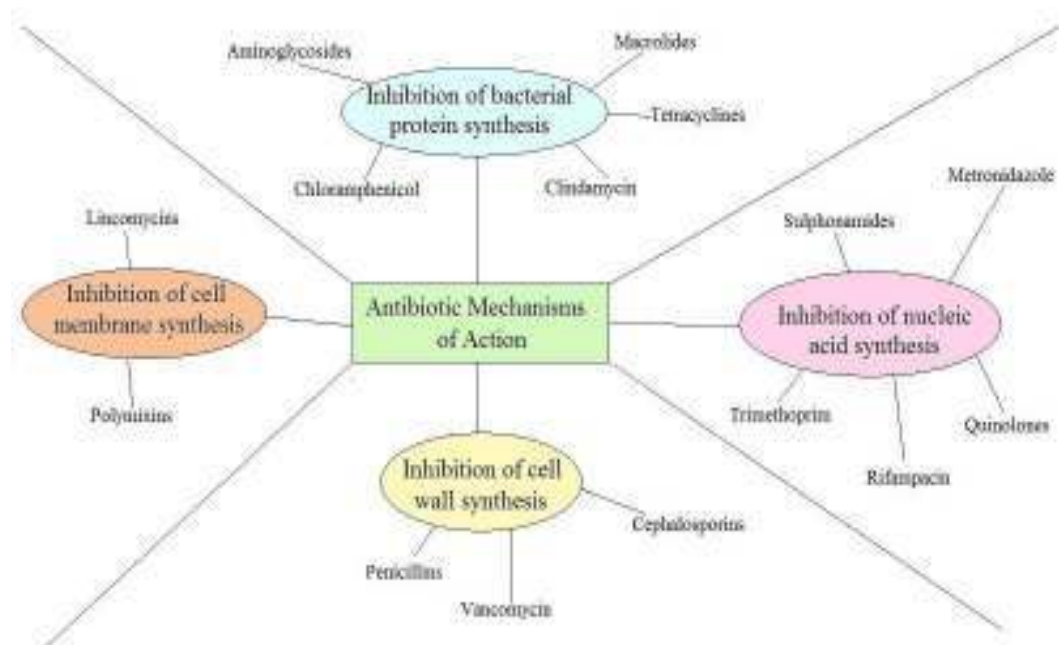 Aminoglycosides
Macrolides
Inhibition of bacterial
protein synthesis
Tetracyclines
Chloramphenicol
Clindamycin
Metronidazole
Sulphonamides
Lincomycins
Inhibition of cell
membrane synthesis
Antibiotic Mechanisms
of Action
Inhibition of nucleic
acid synthesis
Polymixins
Trimethoprim
Quinolones
Rifampacin
Inhibition of cell
wall synthesis
Cephalosporins
Penicillins
Vancomycin